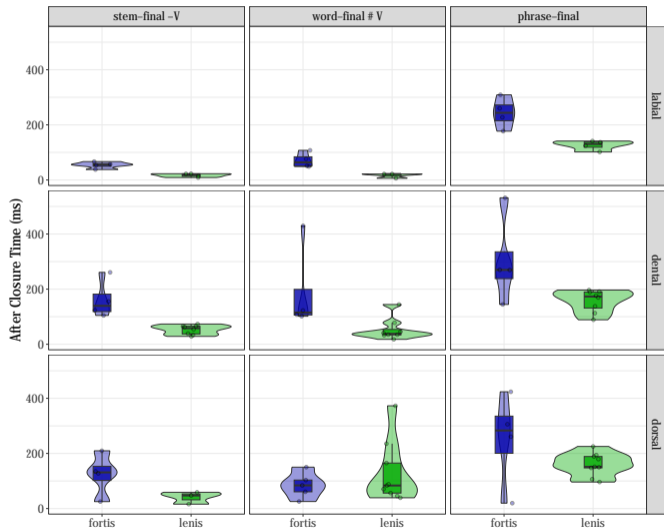 stem-final -V
word-final # V
phrase-final
After Closure Time (ms)
400
200
0
labial
400
200
0
dental
400
200
0
dorsal
fortis
lenis
fortis
lenis
fortis
lenis